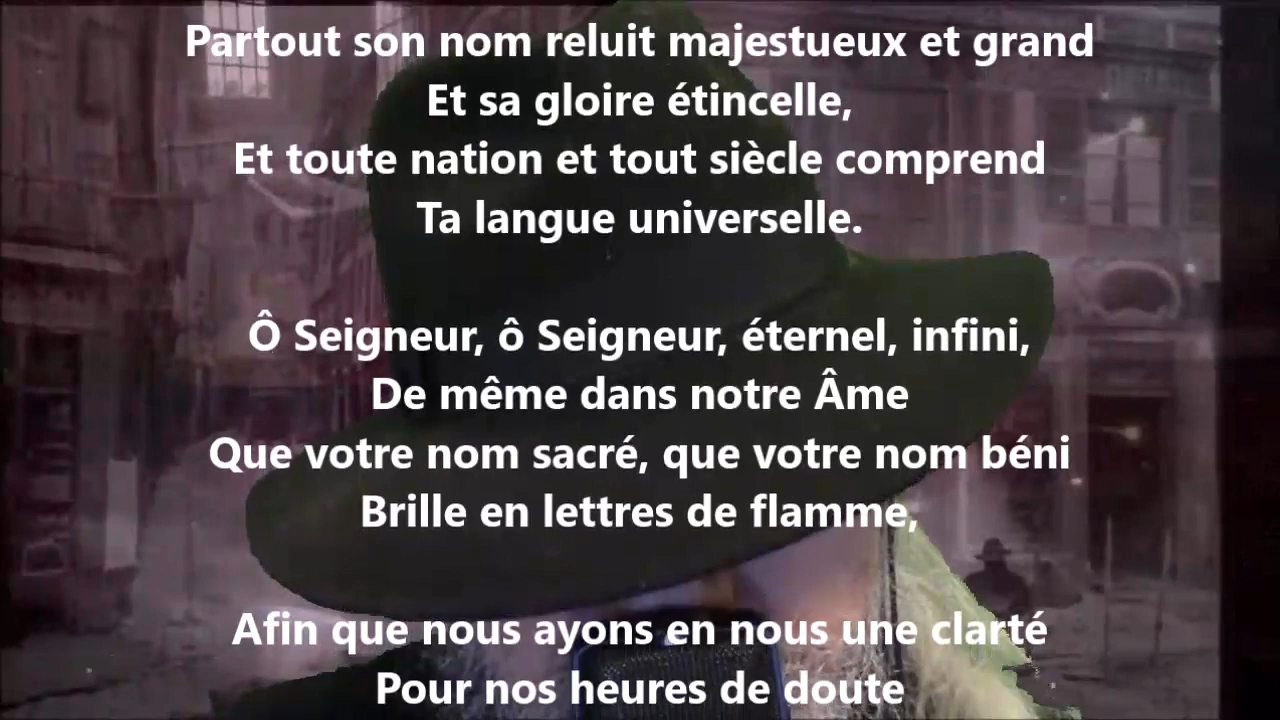 Partout son nom reluit majestueux et grand
Et sa gloire étincelle,
Et toute nation et tout siècle comprend
Ta langue universelle.
Ô Seigneur, ô Seigneur, éternel, infini,
De même dans notre Âme
Que votre nom sacré, que votre nom béni
Brille en lettres de flamme,
Afin que nous ayons en nous une clarté
Pour nos heures de doute